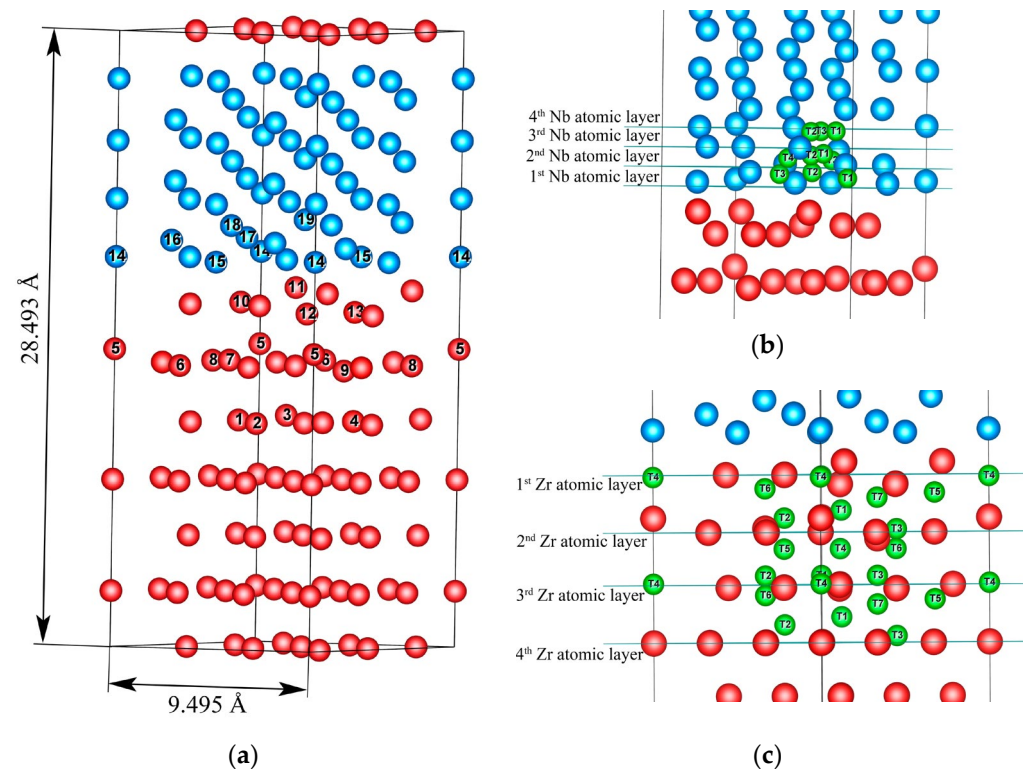 28.493 Å
9.495 Å
19
18
17
16
15
14
14
15
14
14
11
10
12
13
5
5
5 6
5
6
8 7
9
8
1
2
3
4
(a)
4th Nb atomic layer
3rd Nb atomic layer
2nd Nb atomic layer
1st Nb atomic layer
T2 T3 T1
T4
T2 T1
T3
T2
T1
(b)
1st Zr atomic layer
2nd Zr atomic layer
3rd Zr atomic layer
4th Zr atomic layer
T4
T4
T4
T6
T7
T5
T2
T1
T3
T5
T4
T6
T2
T3
T4
T4
T4
T6
T7
T5
T2
T1
T3
(c)